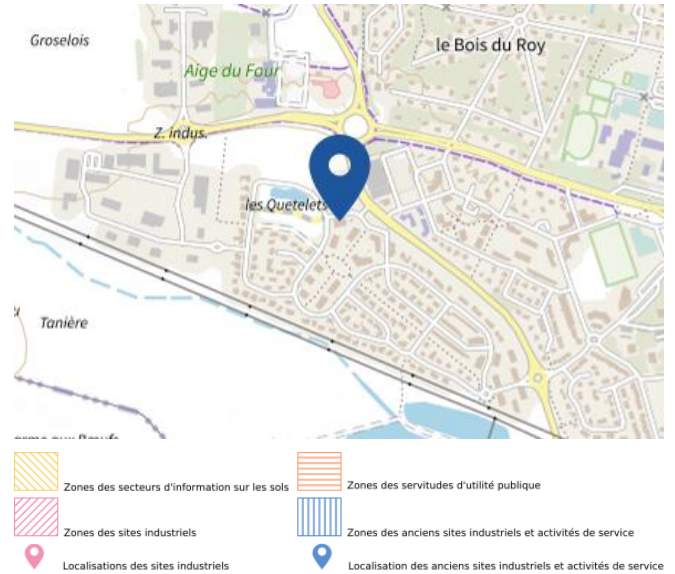 Groselois
le Bois du Roy
Aige du Four
Z. indus.
les Quetelets
Tanière
Zones des secteurs d'information sur les sols
Zones des servitudes d'utilité publique
Zones des sites industriels
Zones des anciens sites industriels et activités de service
Localisations des sites industriels
Localisation des anciens sites industriels et activités de service